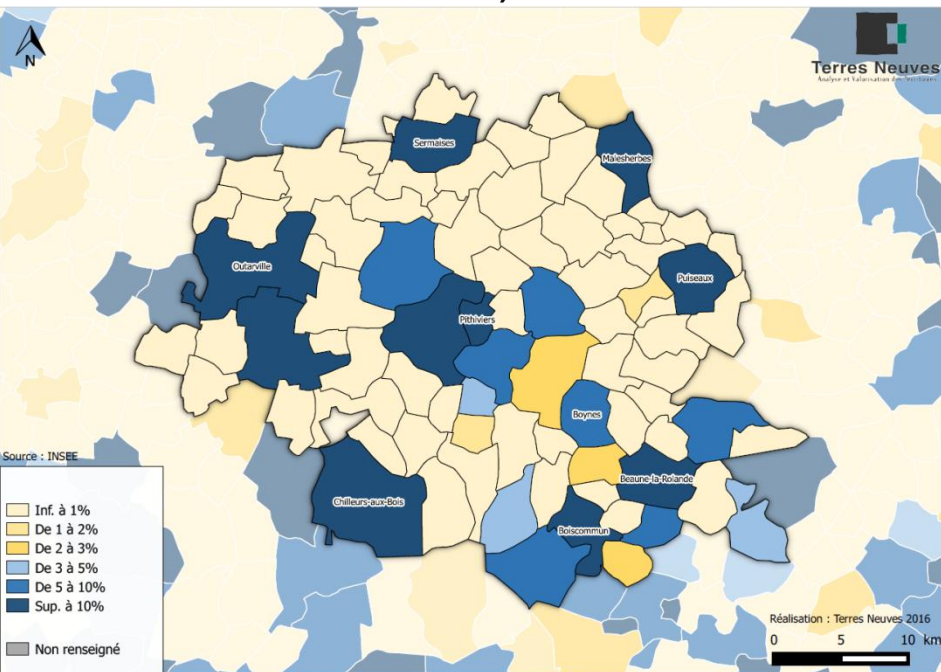 N
Terres Neuves
Analyse et Valorisation des territoires
Sermaises
Malesherbes
Outarville
Puiseaux
Pithiviers
Boynes
Source : INSEE
Beaune-la-Rolande
Chilleurs-aux-Bois
Boiscommun
Inf. à 1%
De 1 à 2%
De 2 à 3%
De 3 à 5%
De 5 à 10%
Sup. à 10%
Non renseigné
Réalisation : Terres Neuves 2016
0 5 10 km